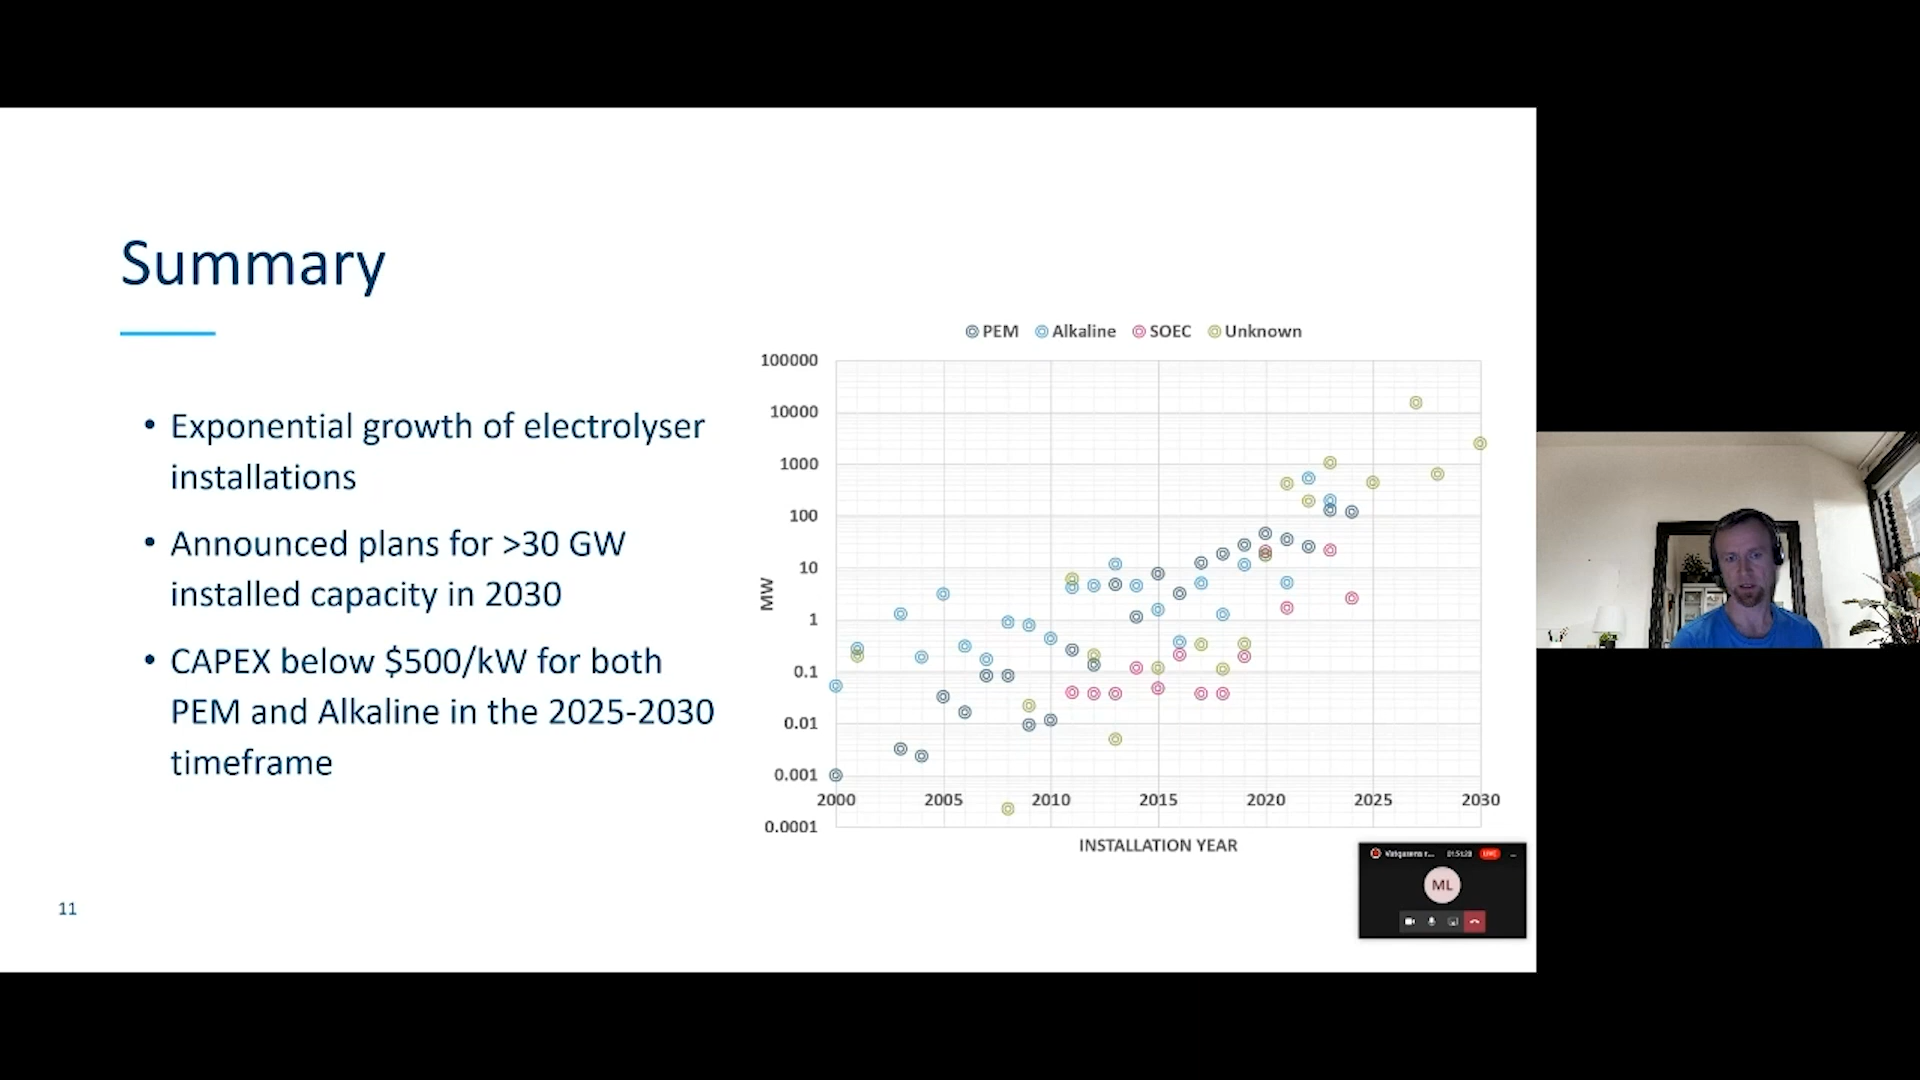 Summary
• Exponential growth of electrolyser
installations
• Announced plans for >30 GW
installed capacity in 2030
• CAPEX below $500/kW for both
PEM and Alkaline in the 2025-2030
timeframe
11
PEM Alkaline SOEC Unknown
100000
10000
1000
100
10
1
0.1
0.01
0.001
0.0001
MW
2000 2005 2010 2015 2020 2025 2030
INSTALLATION YEAR
LIVE
ML